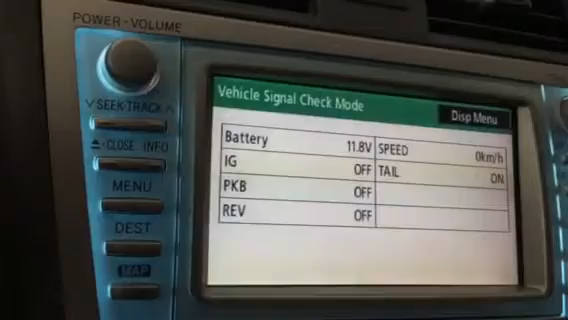 POWER • VOLUME
∨ SEEK/TRACK ∧
⏏•CLOSE INFO
MENU
DEST
MAP
Vehicle Signal Check Mode
Disp Menu
Battery 11.8V SPEED 0km/h
IG OFF TAIL ON
PKB OFF
REV OFF